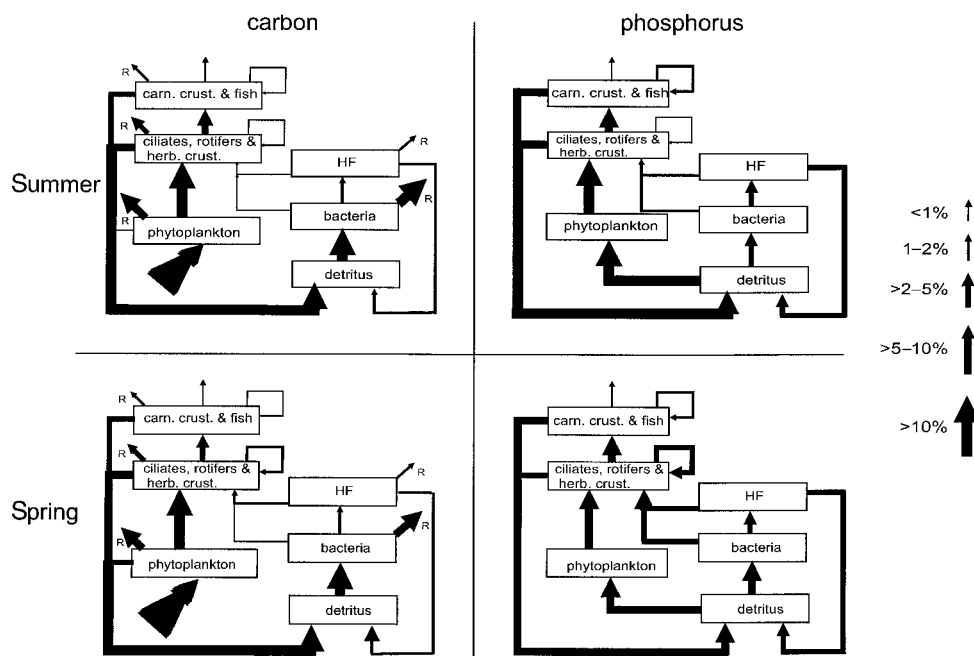 carbon
phosphorus
Summer
R
carn. crust. & fish
R
ciliates, rotifers &
herb. crust.
R
HF
R
bacteria
R
phytoplankton
detritus
carn. crust. & fish
ciliates, rotifers &
herb. crust.
HF
bacteria
phytoplankton
detritus
<1%
1–2%
>2–5%
>5–10%
>10%
Spring
R
carn. crust. & fish
R
ciliates, rotifers &
herb. crust.
R
HF
R
bacteria
R
phytoplankton
detritus
carn. crust. & fish
ciliates, rotifers &
herb. crust.
HF
bacteria
phytoplankton
detritus